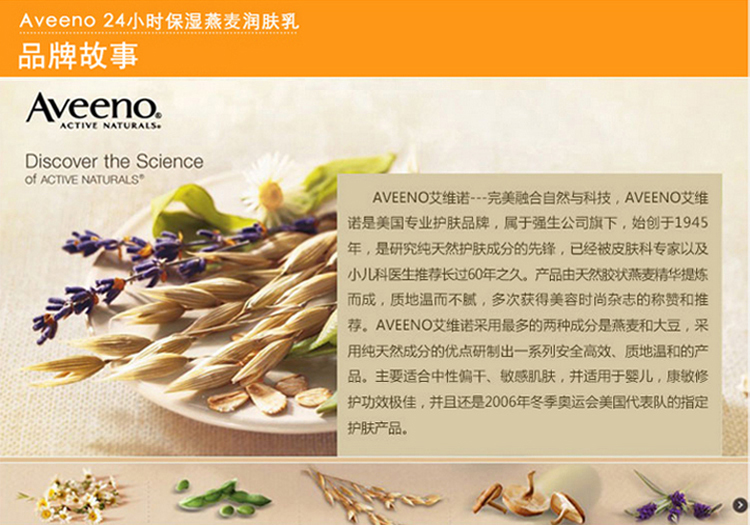 Aveeno 24小时保湿燕麦润肤乳
品牌故事
Aveeno®
ACTIVE NATURALS®
Discover the Science
of ACTIVE NATURALS®
AVEENO艾维诺---完美融合自然与科技，AVEENO艾维
诺是美国专业护肤品牌，属于强生公司旗下，始创于1945
年，是研究纯天然护肤成分的先锋，已经被皮肤科专家以及
小儿科医生推荐长过60年之久。产品由天然胶状燕麦精华提炼
而成，质地温而不腻，多次获得美容时尚杂志的称赞和推
荐。AVEENO艾维诺采用最多的两种成分是燕麦和大豆，采
用纯天然成分的优点研制出一系列安全高效、质地温和的产
品。主要适合中性偏干、敏感肌肤，并适用于婴儿，康敏修
护功效极佳，并且还是2006年冬季奥运会美国代表队的指定
护肤产品。